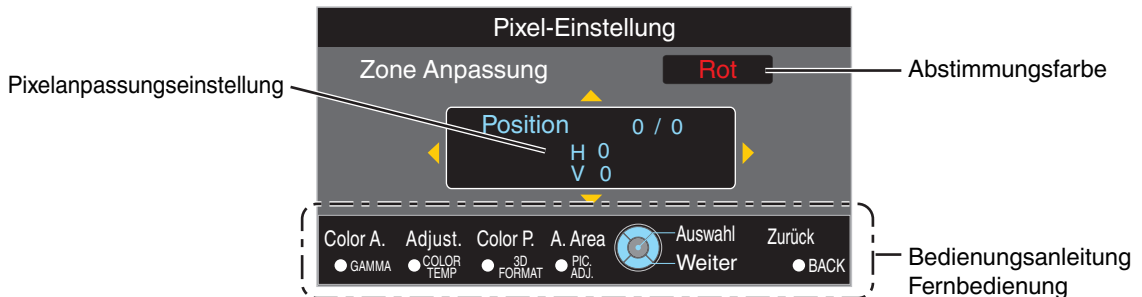 Pixel-Einstellung
Zone Anpassung Rot
Pixelanpassungseinstellung
Abstimmungsfarbe
Position 0 / 0
H 0
V 0
Color A. Adjust. Color P. A. Area Auswahl Zurück
GAMMA COLOR TEMP 3D FORMAT PIC. ADJ. Weiter BACK
Bedienungsanleitung
Fernbedienung